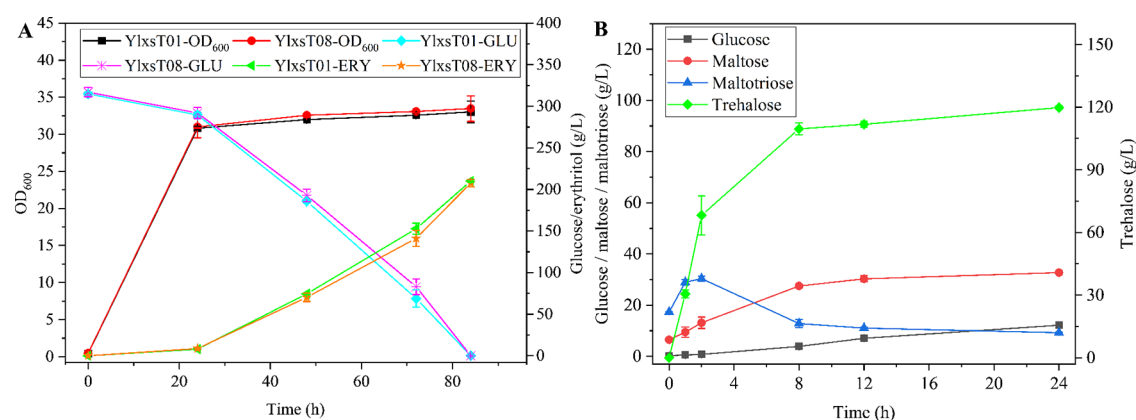 A
YlxsT01-OD600 YlxsT08-OD600 YlxsT01-GLU
YlxsT08-GLU YlxsT01-ERY YlxsT08-ERY
45
40
35
30
25
20
15
10
5
0
OD600
400
350
300
250
200
150
100
50
0
Glucose/erythritol (g/L)
0 20 40 60 80
Time (h)
B
Glucose
Maltose
Maltotriose
Trehalose
120
100
80
60
40
20
0
Glucose / maltose / maltotriose (g/L)
150
120
90
60
30
0
Trehalose (g/L)
0 4 8 12 16 20 24
Time (h)